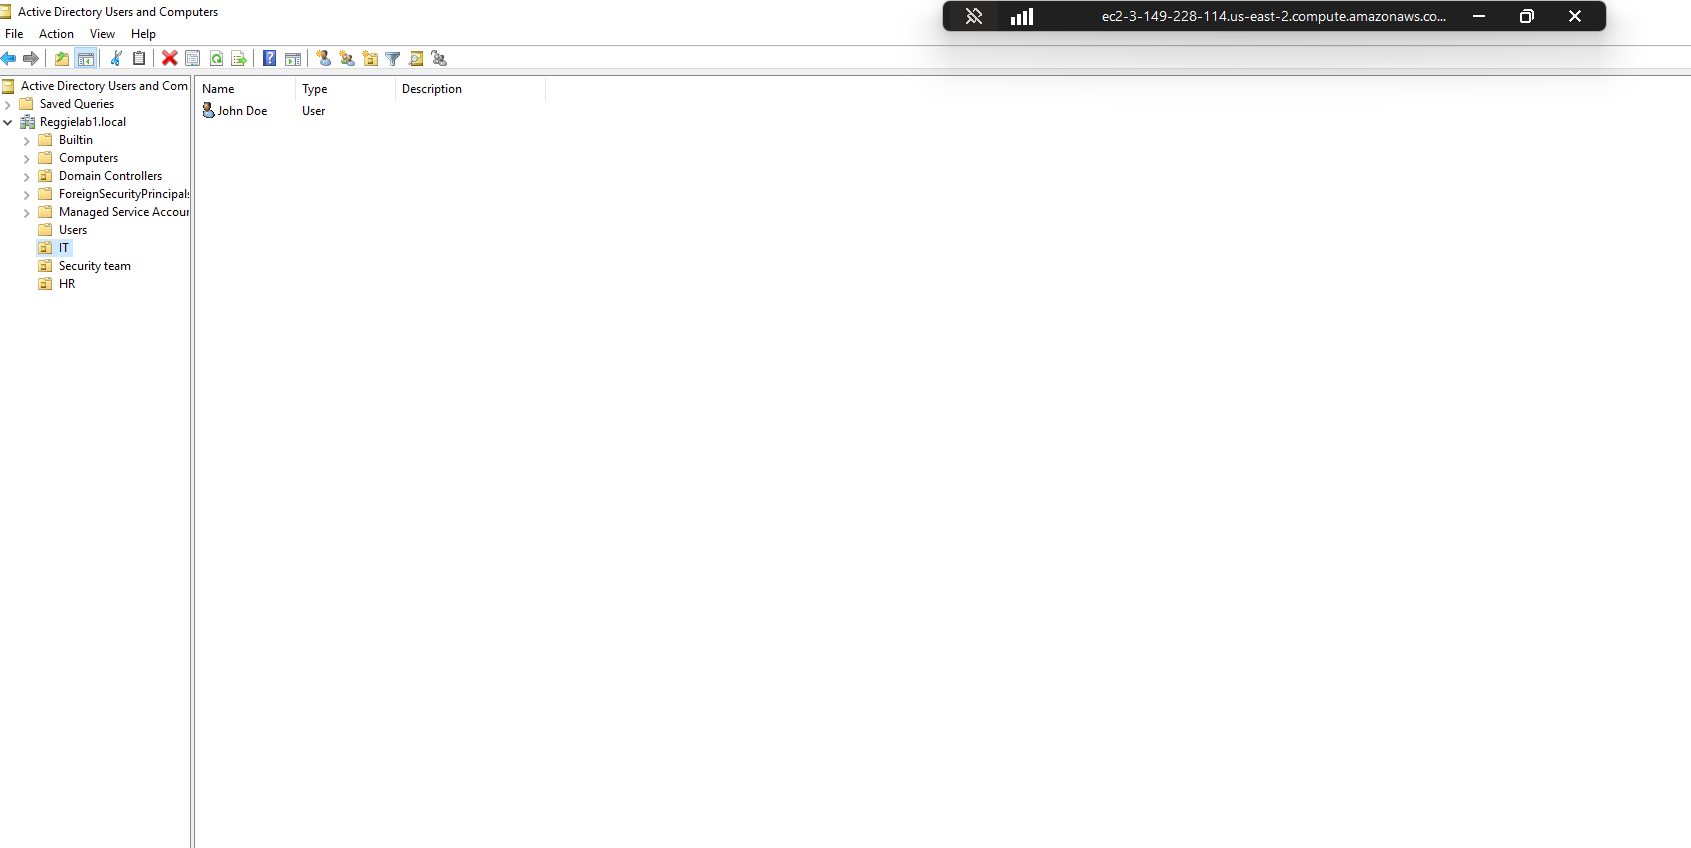 Active Directory Users and Computers
ec2-3-149-228-114.us-east-2.compute.amazonaws.co...
File Action View Help
Active Directory Users and Com
Saved Queries
Reggielab1.local
Builtin
Computers
Domain Controllers
ForeignSecurityPrincipals
Managed Service Accour
Users
IT
Security team
HR
Name Type Description
John Doe User